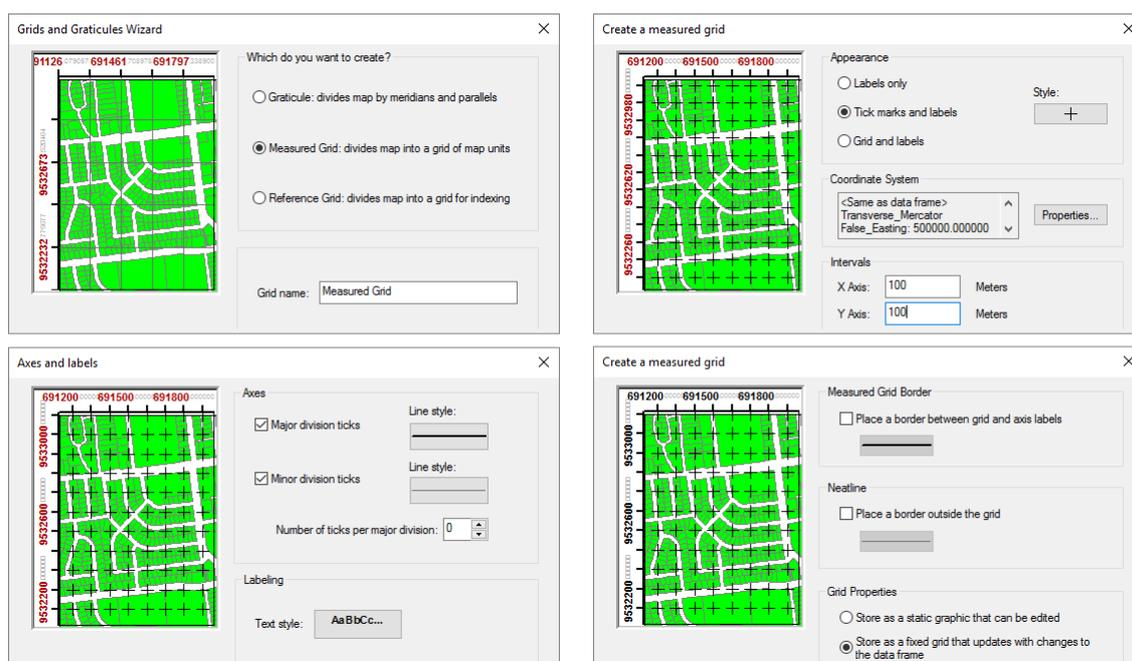 Grids and Graticules Wizard
691461 691797
9532673
9532232
Which do you want to create?
Graticule: divides map by meridians and parallels
Measured Grid: divides map into a grid of map units
Reference Grid: divides map into a grid for indexing
Grid name: Measured Grid
Create a measured grid
691200 691500 691800
9532980
9532620
9532260
Appearance
Labels only
Tick marks and labels
Grid and labels
Style:
Coordinate System
<Same as data frame>
Transverse_Mercator
False_Easting: 500000.000000
Properties...
Intervals
X Axis: 100 Meters
Y Axis: 100 Meters
Axes and labels
691200 691500 691800
9533000
9532600
9532200
Axes
Major division ticks
Line style:
Minor division ticks
Line style:
Number of ticks per major division: 0
Labeling
Text style: AaBbCc...
Create a measured grid
691200 691500 691800
9533000
9532600
9532200
Measured Grid Border
Place a border between grid and axis labels
Neatline
Place a border outside the grid
Grid Properties
Store as a static graphic that can be edited
Store as a fixed grid that updates with changes to
the data frame